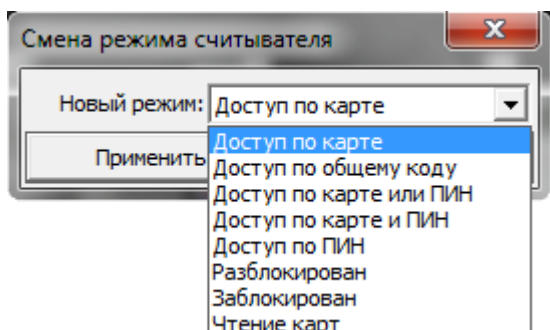 Смена режима считывателя
Новый режим: Доступ по карте
Применить
Доступ по карте
Доступ по общему коду
Доступ по карте или ПИН
Доступ по карте и ПИН
Доступ по ПИН
Разблокирован
Заблокирован
Чтение карт